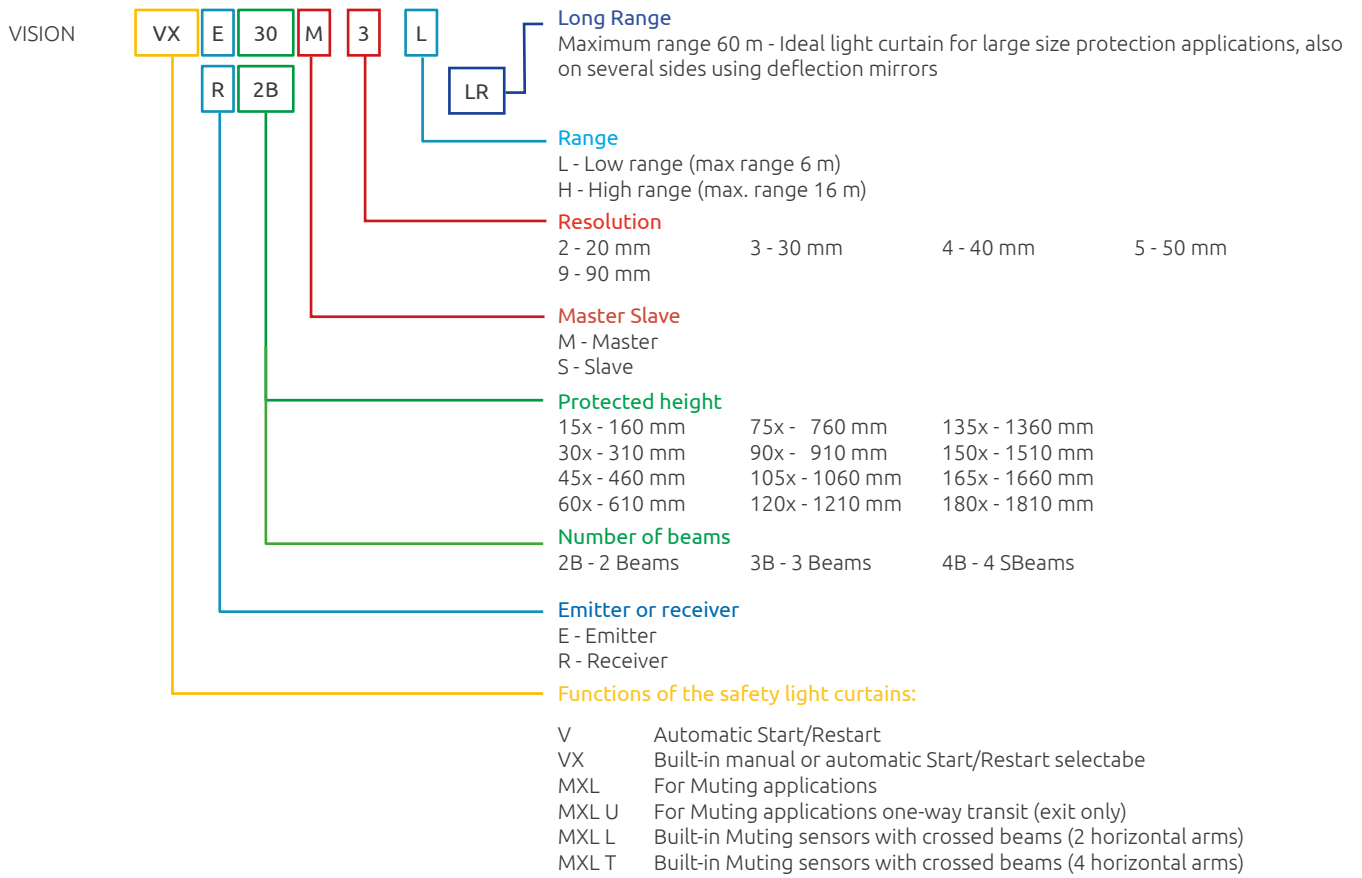 VISION VX E 30 M 3 L
R 2B LR
Long Range
Maximum range 60 m - Ideal light curtain for large size protection applications, also
on several sides using deflection mirrors
Range
L - Low range (max range 6 m)
H - High range (max. range 16 m)
Resolution
2 - 20 mm 3 - 30 mm 4 - 40 mm 5 - 50 mm
9 - 90 mm
Master Slave
M - Master
S - Slave
Protected height
15x - 160 mm 75x - 760 mm 135x - 1360 mm
30x - 310 mm 90x - 910 mm 150x - 1510 mm
45x - 460 mm 105x - 1060 mm 165x - 1660 mm
60x - 610 mm 120x - 1210 mm 180x - 1810 mm
Number of beams
2B - 2 Beams 3B - 3 Beams 4B - 4 SBeams
Emitter or receiver
E - Emitter
R - Receiver
Functions of the safety light curtains:
V Automatic Start/Restart
VX Built-in manual or automatic Start/Restart selectabe
MXL For Muting applications
MXL U For Muting applications one-way transit (exit only)
MXL L Built-in Muting sensors with crossed beams (2 horizontal arms)
MXL T Built-in Muting sensors with crossed beams (4 horizontal arms)